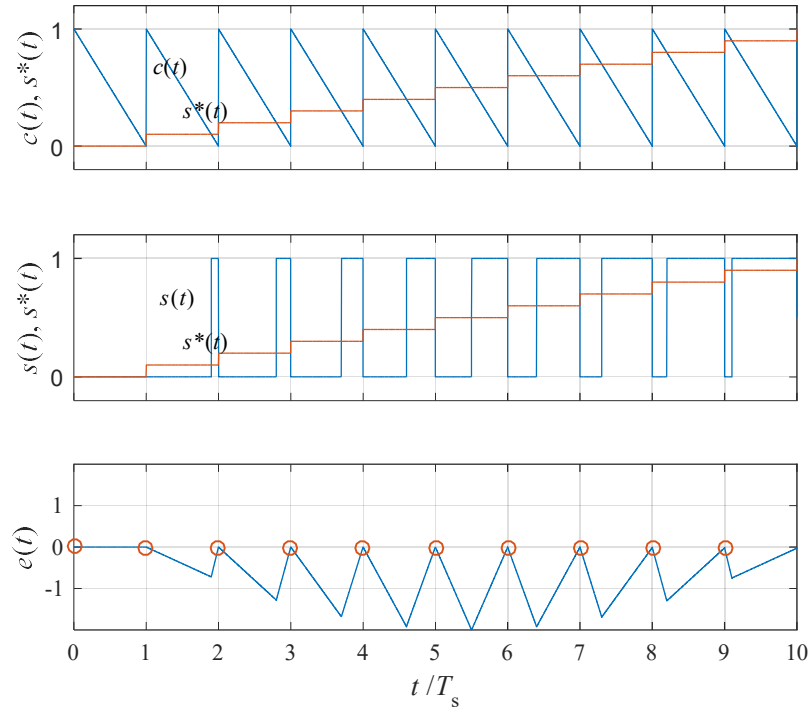 c(t), s*(t)
1
0
c(t)
s*(t)
s(t), s*(t)
1
0
s(t)
s*(t)
e(t)
1
0
-1
0 1 2 3 4 5 6 7 8 9 10
t /Ts